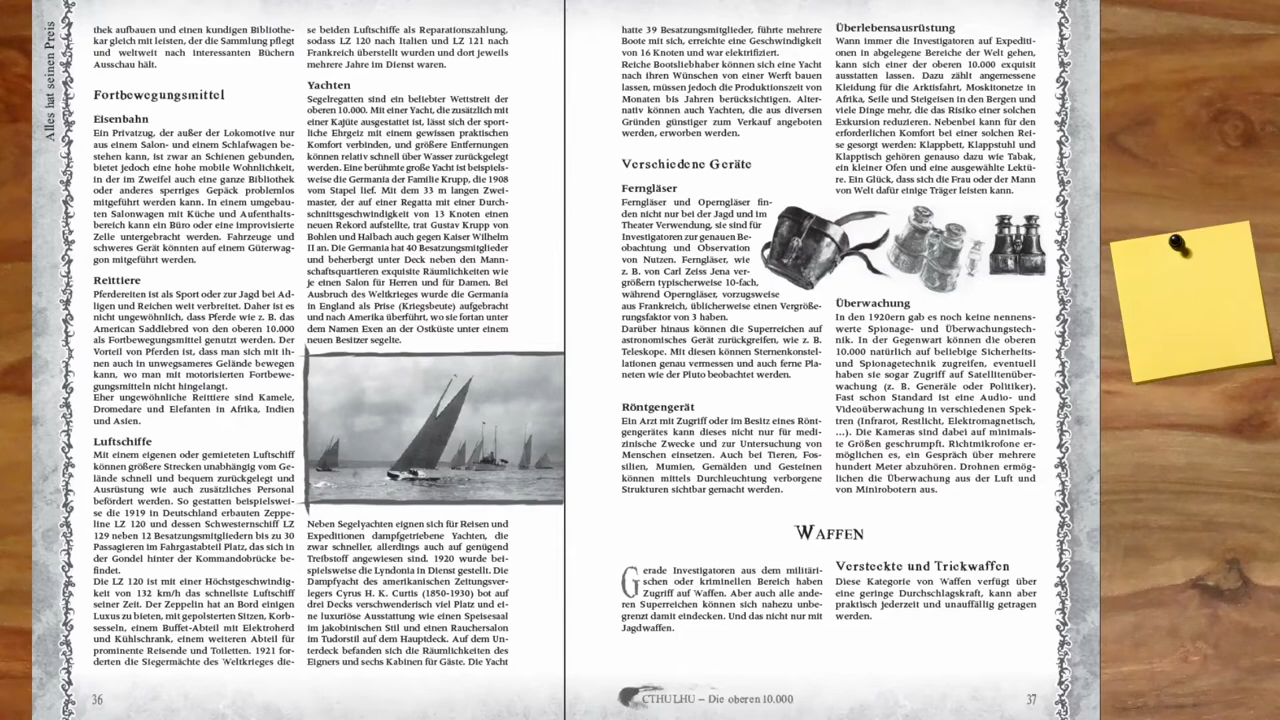 Alles hat seinen Preis
thek aufbauen und einen kundigen Bibliothe-
kar gleich mit leisten, der die Sammlung pflegt
und weltweit nach interessanten Büchern
Ausschau hält.
Fortbewegungsmittel
Eisenbahn
Ein Privatzug, der außer der Lokomotive nur
aus einem Salon- und einem Schlafwagen be-
stehen kann, ist zwar an Schienen gebunden,
bietet jedoch eine hohe mobile Wohnlichkeit,
in der im Zweifel auch eine ganze Bibliothek
oder anderes sperriges Gepäck problemlos
mitgeführt werden kann. In einem umgebau-
ten Salonwagen mit Küche und Aufenthalts-
bereich kann ein Büro oder eine improvisierte
Zelle untergebracht werden. Fahrzeuge und
schweres Gerät könnten auf einem Güterwag-
gon mitgeführt werden.
Reittiere
Pferdereiten ist als Sport oder zur Jagd bei Ad-
ligen und Reichen weit verbreitet. Daher ist es
nicht ungewöhnlich, dass Pferde wie z. B. das
American Saddlebred von den oberen 10.000
als Fortbewegungsmittel genutzt werden. Der
Vorteil von Pferden ist, dass man sich mit ih-
nen auch in unwegsameres Gelände bewegen
kann, wo man mit motorisierten Fortbewe-
gungsmitteln nicht hingelangt.
Eher ungewöhnliche Reittiere sind Kamele,
Dromedare und Elefanten in Afrika, Indien
und Asien.
Luftschiffe
Mit einem eigenen oder gemieteten Luftschiff
können größere Strecken unabhängig vom Ge-
lände schnell und bequem zurückgelegt und
Ausrüstung wie auch zusätzliches Personal
befördert werden. So gestatten beispielswei-
se die 1919 in Deutschland erbauten Zeppe-
line LZ 120 und dessen Schwesternschiff LZ
129 neben 12 Besatzungsmitgliedern bis zu 30
Passagieren im Fahrgastabteil Platz, das sich in
der Gondel hinter der Kommandobrücke be-
findet.
Die LZ 120 ist mit einer Höchstgeschwindig-
keit von 132 km/h das schnellste Luftschiff
seiner Zeit. Der Zeppelin hat an Bord einigen
Luxus zu bieten, mit gepolsterten Sitzen, Korb-
sesseln, einem Buffet-Abteil mit Elektroherd
und Kühlschrank, einem weiteren Abteil für
prominente Reisende und Toiletten. 1921 for-
derten die Siegermächte des Weltkrieges die-
se beiden Luftschiffe als Reparationszahlung,
sodass LZ 120 nach Italien und LZ 121 nach
Frankreich überstellt wurden und dort jeweils
mehrere Jahre im Dienst waren.
Yachten
Segelregatten sind ein beliebter Wettstreit der
oberen 10.000. Mit einer Yacht, die zusätzlich mit
einer Kajüte ausgestattet ist, lässt sich der sport-
liche Ehrgeiz mit einem gewissen praktischen
Komfort verbinden, und größere Entfernungen
können relativ schnell über Wasser zurückgelegt
werden. Eine berühmte große Yacht ist beispiels-
weise die Germania der Familie Krupp, die 1908
vom Stapel lief. Mit dem 33 m langen Zwei-
master, der auf einer Regatta mit einer Durch-
schnittsgeschwindigkeit von 13 Knoten einen
neuen Rekord aufstellte, trat Gustav Krupp von
Bohlen und Halbach auch gegen Kaiser Wilhelm
II an. Die Germania hat 40 Besatzungsmitglieder
und beherbergt unter Deck neben den Mann-
schaftsquartieren exquisite Räumlichkeiten wie
je einen Salon für Herren und für Damen. Bei
Ausbruch des Weltkrieges wurde die Germania
in England als Prise (Kriegsbeute) aufgebracht
und nach Amerika überführt, wo sie fortan unter
dem Namen Exen an der Ostküste unter einem
neuen Besitzer segelte.
Neben Segelyachten eignen sich für Reisen und
Expeditionen dampfgetriebene Yachten, die
zwar schneller, allerdings auch auf genügend
Treibstoff angewiesen sind. 1920 wurde bei-
spielsweise die Lyndonia in Dienst gestellt. Die
Dampfyacht des amerikanischen Zeitungsver-
legers Cyrus H. K. Curtis (1850-1930) bot auf
drei Decks verschwenderisch viel Platz und ei-
ne luxuriöse Ausstattung wie einen Speisesaal
im jakobinischen Stil und einen Rauchersalon
im Tudorstil auf dem Hauptdeck. Auf dem Un-
terdeck befanden sich die Räumlichkeiten des
Eigners und sechs Kabinen für Gäste. Die Yacht
36
hatte 39 Besatzungsmitglieder, führte mehrere
Boote mit sich, erreichte eine Geschwindigkeit
von 16 Knoten und war elektrifiziert.
Reiche Bootsliebhaber können sich eine Yacht
nach ihren Wünschen von einer Werft bauen
lassen, müssen jedoch die Produktionszeit von
Monaten bis Jahren berücksichtigen. Alter-
nativ können auch Yachten, die aus diversen
Gründen günstiger zum Verkauf angeboten
werden, erworben werden.
Verschiedene Geräte
Ferngläser
Ferngläser und Operngläser fin-
den nicht nur bei der Jagd und im
Theater Verwendung, sie sind für
Investigatoren zur genauen Be-
obachtung und Observation
von Nutzen. Fernglser, wie
z. B. von Carl Zeiss Jena ver-
größern typischerweise 10-fach,
während Operngläser, vorzugsweise
aus Frankreich, üblicherweise einen Vergröße-
rungsfaktor von 3 haben.
Darüber hinaus können die Superreichen auf
astronomisches Gerät zurückgreifen, wie z. B.
Teleskope. Mit diesen können Sternenkonstel-
lationen genau vermessen und auch ferne Pla-
neten wie der Pluto beobachtet werden.
Röntgengerät
Ein Arzt mit Zugriff oder im Besitz eines Rönt-
gengerätes kann dieses nicht nur für medi-
zinische Zwecke und zur Untersuchung von
Menschen einsetzen. Auch bei Tieren, Fos-
silien, Mumien, Gemälden und Gesteinen
können mittels Durchleuchtung verborgene
Strukturen sichtbar gemacht werden.
Überlebensausrüstung
Wann immer die Investigatoren auf Expediti-
onen in abgelegene Bereiche der Welt gehen,
kann sich einer der oberen 10.000 exquisit
ausstatten lassen. Dazu zählt angemessene
Kleidung für die Arktisfahrt, Moskitonetze in
Afrika, Seile und Steigeisen in den Bergen und
viele Dinge mehr, die das Risiko einer solchen
Exkursion reduzieren. Nebenbei kann für den
erforderlichen Komfort bei einer solchen Rei-
se gesorgt werden: Klappbett, Klappstuhl und
Klapptisch gehören genauso dazu wie Tabak,
ein kleiner Ofen und eine ausgewählte Lektü-
re. Ein Glück, dass sich die Frau oder der Mann
von Welt dafür einige Träger leisten kann.
Überwachung
In den 1920ern gab es noch keine nennens-
werte Spionage- und Überwachungstech-
nik. In der Gegenwart können die oberen
10.000 natürlich auf beliebige Sicherheits-
und Spionagetechnik zugreifen, eventuell
haben sie sogar Zugriff auf Satellitenüber-
wachung (z. B. Generäle oder Politiker).
Fast schon Standard ist eine Audio- und
Videoüberwachung in verschiedenen Spek-
tren (Infrarot, Restlicht, Elektromagnetisch,
...). Die Kameras sind dabei auf minimals-
te Größen geschrumpft. Richtmikrofone er-
möglichen es, ein Gespräch über mehrere
hundert Meter abzuhören. Drohnen ermög-
lichen die Überwachung aus der Luft und
von Minirobotern aus.
WAFFEN
Gerade Investigatoren aus dem militäri-
schen oder kriminellen Bereich haben
Zugriff auf Waffen. Aber auch alle ande-
ren Superreichen können sich nahezu unbe-
grenzt damit eindecken. Und das nicht nur mit
Jagdwaffen.
Versteckte und Trickwaffen
Diese Kategorie von Waffen verfügt über
eine geringe Durchschlagskraft, kann aber
praktisch jederzeit und unauffällig getragen
werden.
CTHULHU – Die oberen 10.000
37